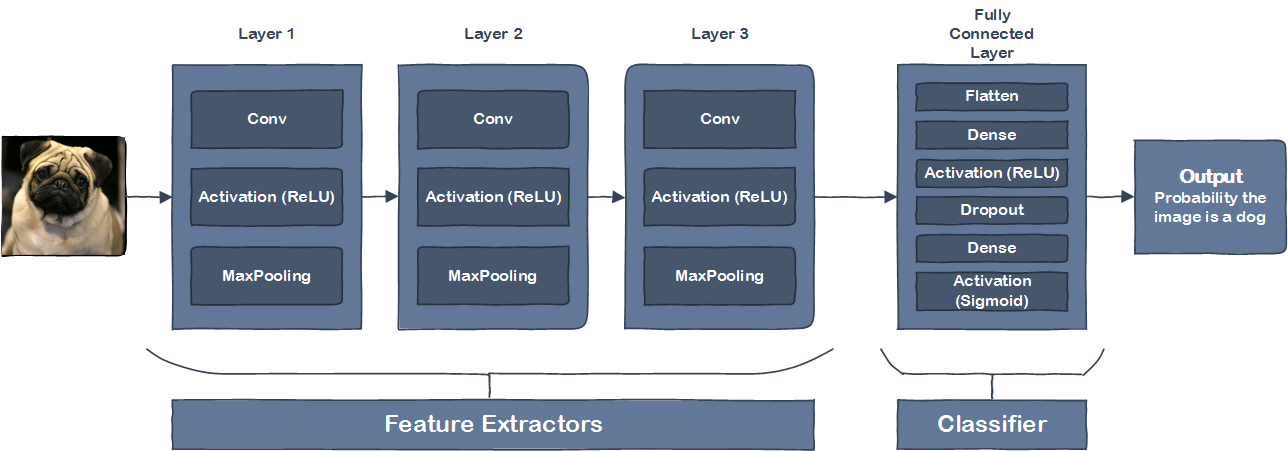 Layer 1
Conv
Activation (ReLU)
MaxPooling
Layer 2
Conv
Activation (ReLU)
MaxPooling
Layer 3
Conv
Activation (ReLU)
MaxPooling
Fully
Connected
Layer
Flatten
Dense
Activation (ReLU)
Dropout
Dense
Activation
(Sigmoid)
Output
Probability the
image is a dog
Feature Extractors
Classifier